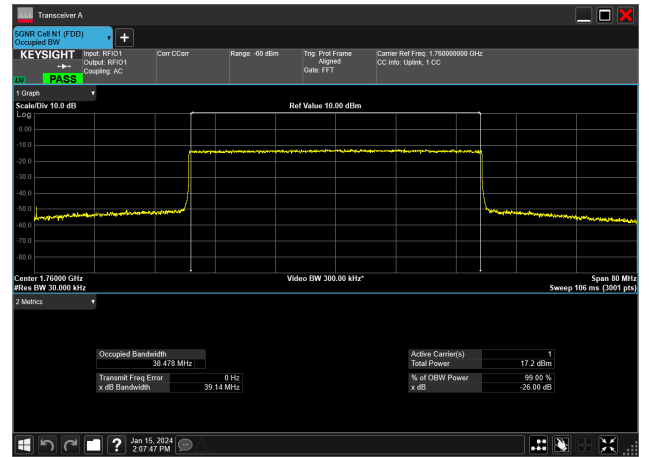 Transceiver A
5GNR Cell N1 (FDD)
Occupied BW
KEYSIGHT
Input: RFIO1
Output: RFIO1
Coupling: AC
Corr CCorr
Range: -60 dBm
Trig: Prot Frame
Aligned
Gate: FFT
Carrier Ref Freq: 1.760000000 GHz
CC Info: Uplink, 1 CC
LXI
PASS
1 Graph
Scale/Div 10.0 dB
Ref Value 10.00 dBm
Log
0.00
-10.0
-20.0
-30.0
-40.0
-50.0
-60.0
-70.0
-80.0
Center 1.76000 GHz
Video BW 300.00 kHz*
Span 80 MHz
#Res BW 30.000 kHz
Sweep 106 ms (3001 pts)
2 Metrics
Occupied Bandwidth
38.478 MHz
Active Carrier(s) 1
Total Power 17.2 dBm
Transmit Freq Error 0 Hz
x dB Bandwidth 39.14 MHz
% of OBW Power 99.00 %
x dB -26.00 dB
Jan 15, 2024
2:07:47 PM